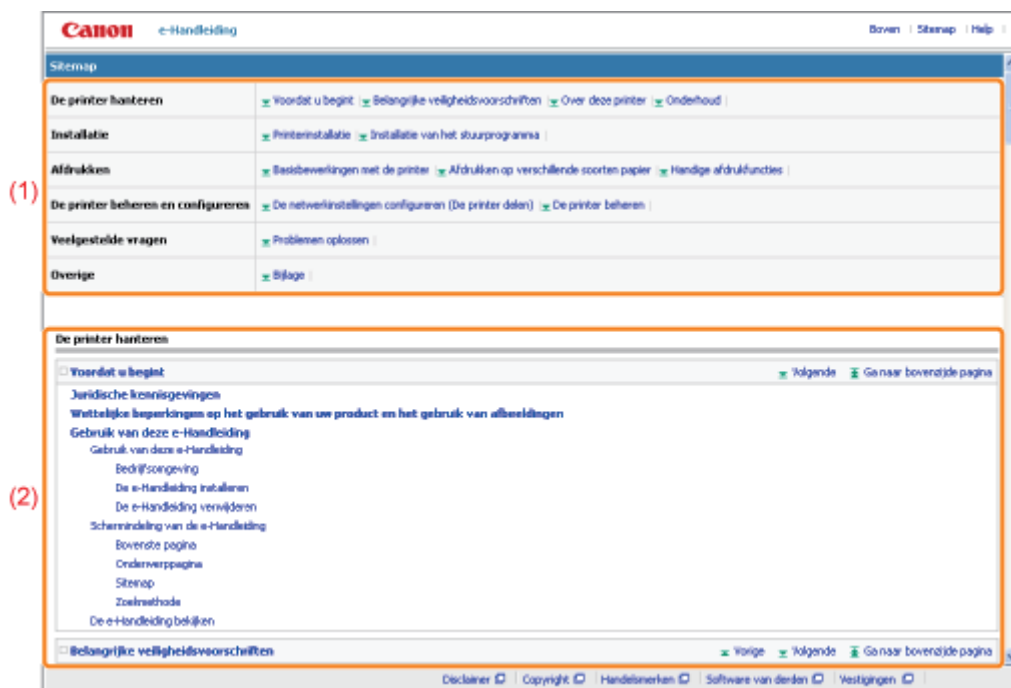 Canon e-Handleiding Boven | Sitemap | Help |
Sitemap
De printer hanteren Voordat u begint | Belangrijke veiligheidsvoorschriften | Over deze printer | Onderhoud |
Installatie Printerinstallatie | Installatie van het stuurprogramma |
(1) Afdrukken Basisbewerkingen met de printer | Afdrukken op verschillende soorten papier | Handige afdrukfuncties |
De printer beheren en configureren De netwerkinstellingen configureren (De printer delen) | De printer beheren |
Veelgestelde vragen Problemen oplossen |
Overige Bijlage |
De printer hanteren
Voordat u begint Volgende Ga naar bovenzijde pagina
Juridische kennisgevingen
Wettelijke beperkingen op het gebruik van uw product en het gebruik van afbeeldingen
Gebruik van deze e-Handleiding
Gebruik van deze e-Handleiding
Bedrijfsomgeving
De e-Handleiding installeren
(2) De e-Handleiding verwijderen
Schermindeling van de e-Handleiding
Bovenste pagina
Onderwerppagina
Sitemap
Zoekmethode
De e-Handleiding bekijken
Belangrijke veiligheidsvoorschriften Vorige Volgende Ga naar bovenzijde pagina
Disclaimer | Copyright | Handelsmerken | Software van derden | Vestigingen |